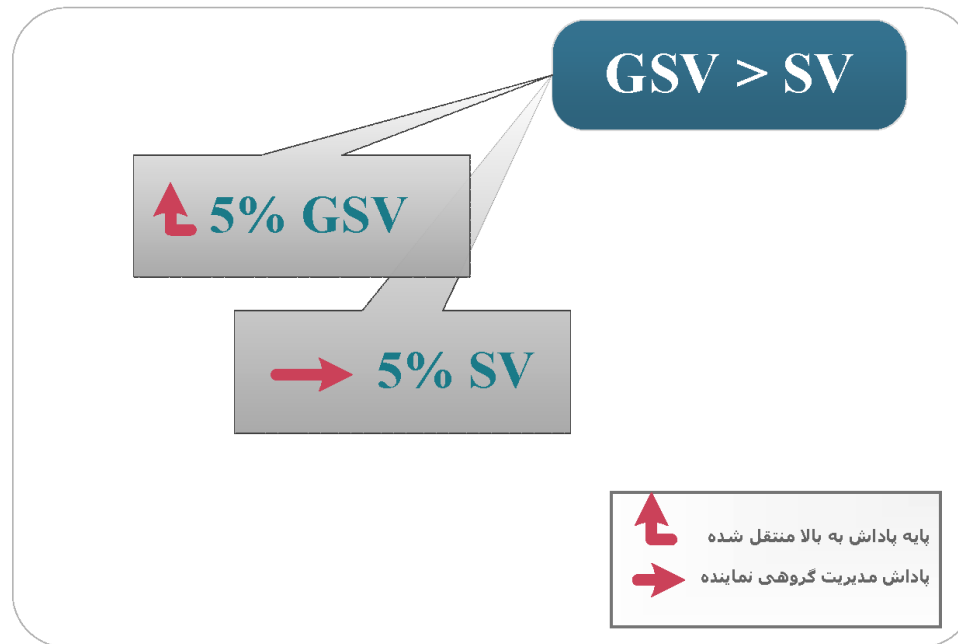 GSV > SV
5% GSV
5% SV
پایه پاداش به بالا منتقل شده
پاداش مدیریت گروهی نماینده